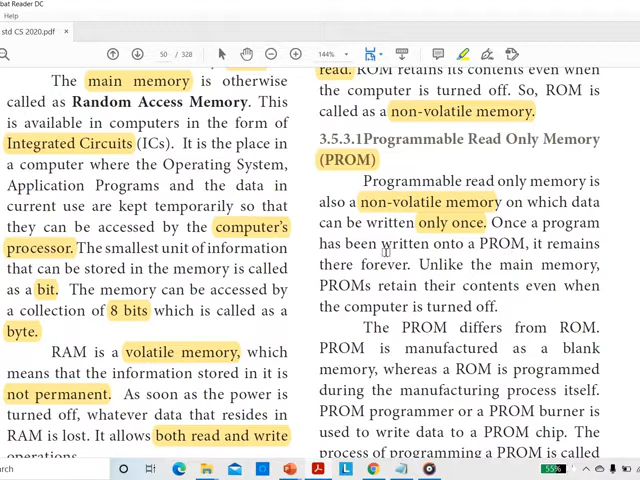 bat Reader DC
Help
std CS 2020.pdf
50 / 328
144%
The main memory is otherwise
called as Random Access Memory. This
is available in computers in the form of
Integrated Circuits (ICs). It is the place in
a computer where the Operating System,
Application Programs and the data in
current use are kept temporarily so that
they can be accessed by the computer's
processor. The smallest unit of information
that can be stored in the memory is called
as a bit. The memory can be accessed by
a collection of 8 bits which is called as a
byte.
RAM is a volatile memory, which
means that the information stored in it is
not permanent. As soon as the power is
turned off, whatever data that resides in
RAM is lost. It allows both read and write
operations.
read. ROM retains its contents even when
the computer is turned off. So, ROM is
called as a non-volatile memory.
3.5.3.1Programmable Read Only Memory
(PROM)
Programmable read only memory is
also a non-volatile memory on which data
can be written only once. Once a program
has been written onto a PROM, it remains
there forever. Unlike the main memory,
PROMs retain their contents even when
the computer is turned off.
The PROM differs from ROM.
PROM is manufactured as a blank
memory, whereas a ROM is programmed
during the manufacturing process itself.
PROM programmer or a PROM burner is
used to write data to a PROM chip. The
process of programming a PROM is called
arch
55%